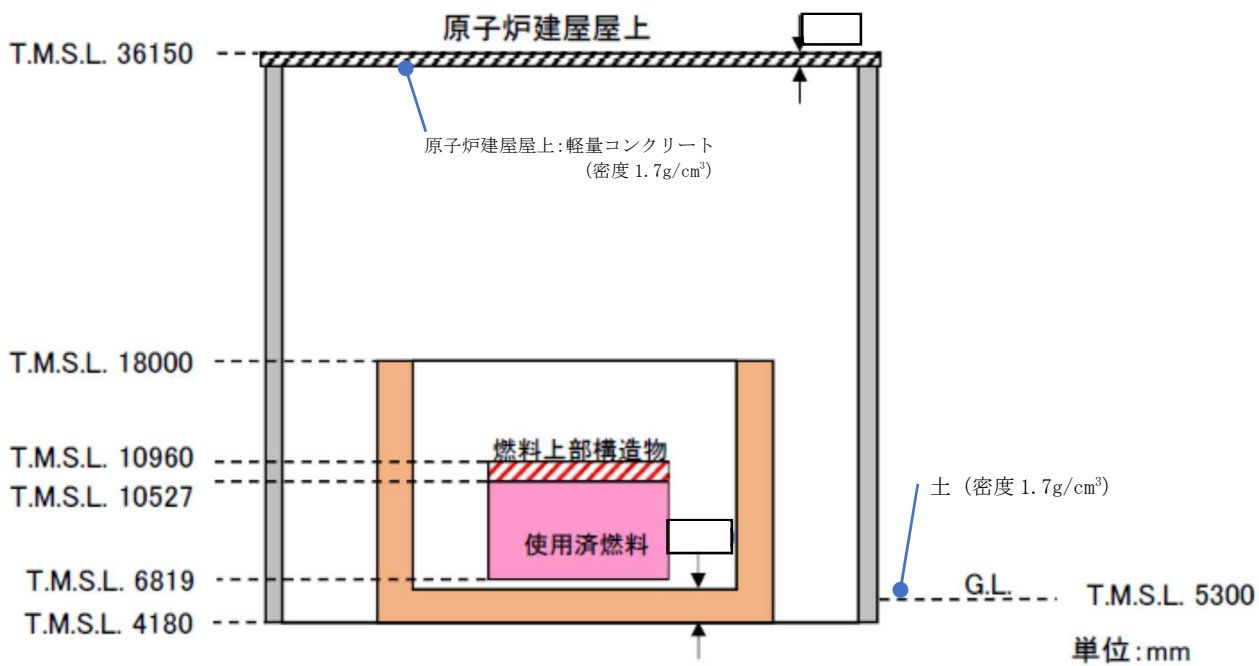 原子炉建屋屋上
T.M.S.L. 36150
原子炉建屋屋上:軽量コンクリート
(密度 1.7g/cm³)
T.M.S.L. 18000
燃料上部構造物
T.M.S.L. 10960
T.M.S.L. 10527
土 (密度 1.7g/cm³)
使用済燃料
T.M.S.L. 6819
G.L. T.M.S.L. 5300
T.M.S.L. 4180
単位:mm